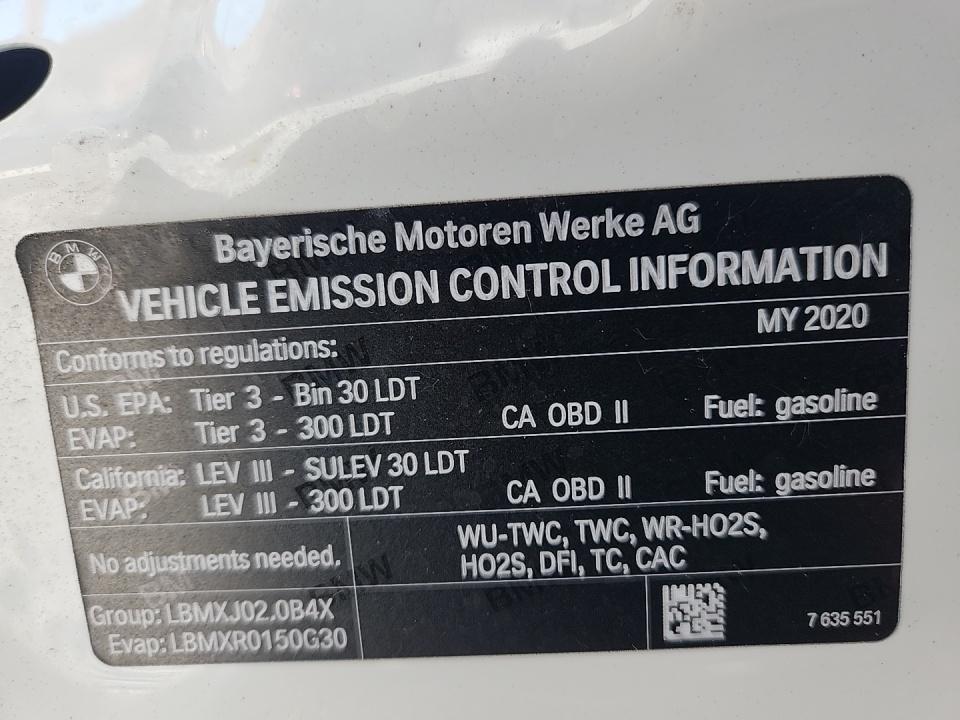 BMW
Bayerische Motoren Werke AG
VEHICLE EMISSION CONTROL INFORMATION
MY 2020
Conforms to regulations:
U.S. EPA: Tier 3 - Bin 30 LDT
EVAP: Tier 3 - 300 LDT CA OBD II Fuel: gasoline
California: LEV III - SULEV 30 LDT
EVAP: LEV III - 300 LDT CA OBD II Fuel: gasoline
No adjustments needed.
WU-TWC, TWC, WR-HO2S,
HO2S, DFI, TC, CAC
Group: LBMXJ02.0B4X
Evap: LBMXR0150G30
7 635 551